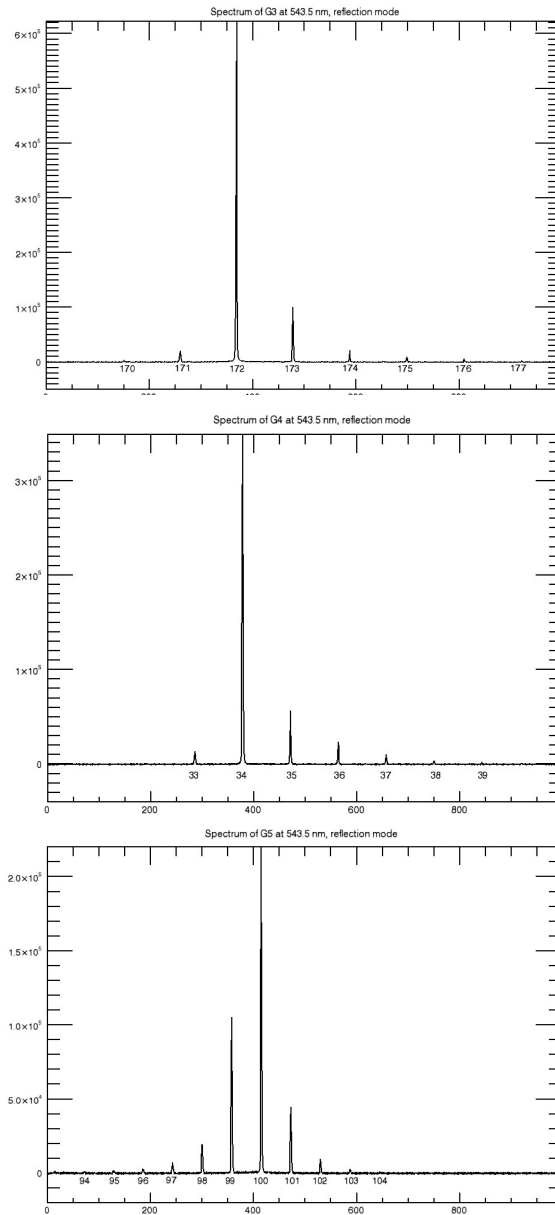 Spectrum of G3 at 543.5 nm, reflection mode
6×10⁵
5×10⁵
4×10⁵
3×10⁵
2×10⁵
1×10⁵
0
170 171 172 173 174 175 176 177
Spectrum of G4 at 543.5 nm, reflection mode
3×10⁵
2×10⁵
1×10⁵
0
33 34 35 36 37 38 39
0 200 400 600 800
Spectrum of G5 at 543.5 nm, reflection mode
2.0×10⁵
1.5×10⁵
1.0×10⁵
5.0×10⁴
0
94 95 96 97 98 99 100 101 102 103 104
0 200 400 600 800